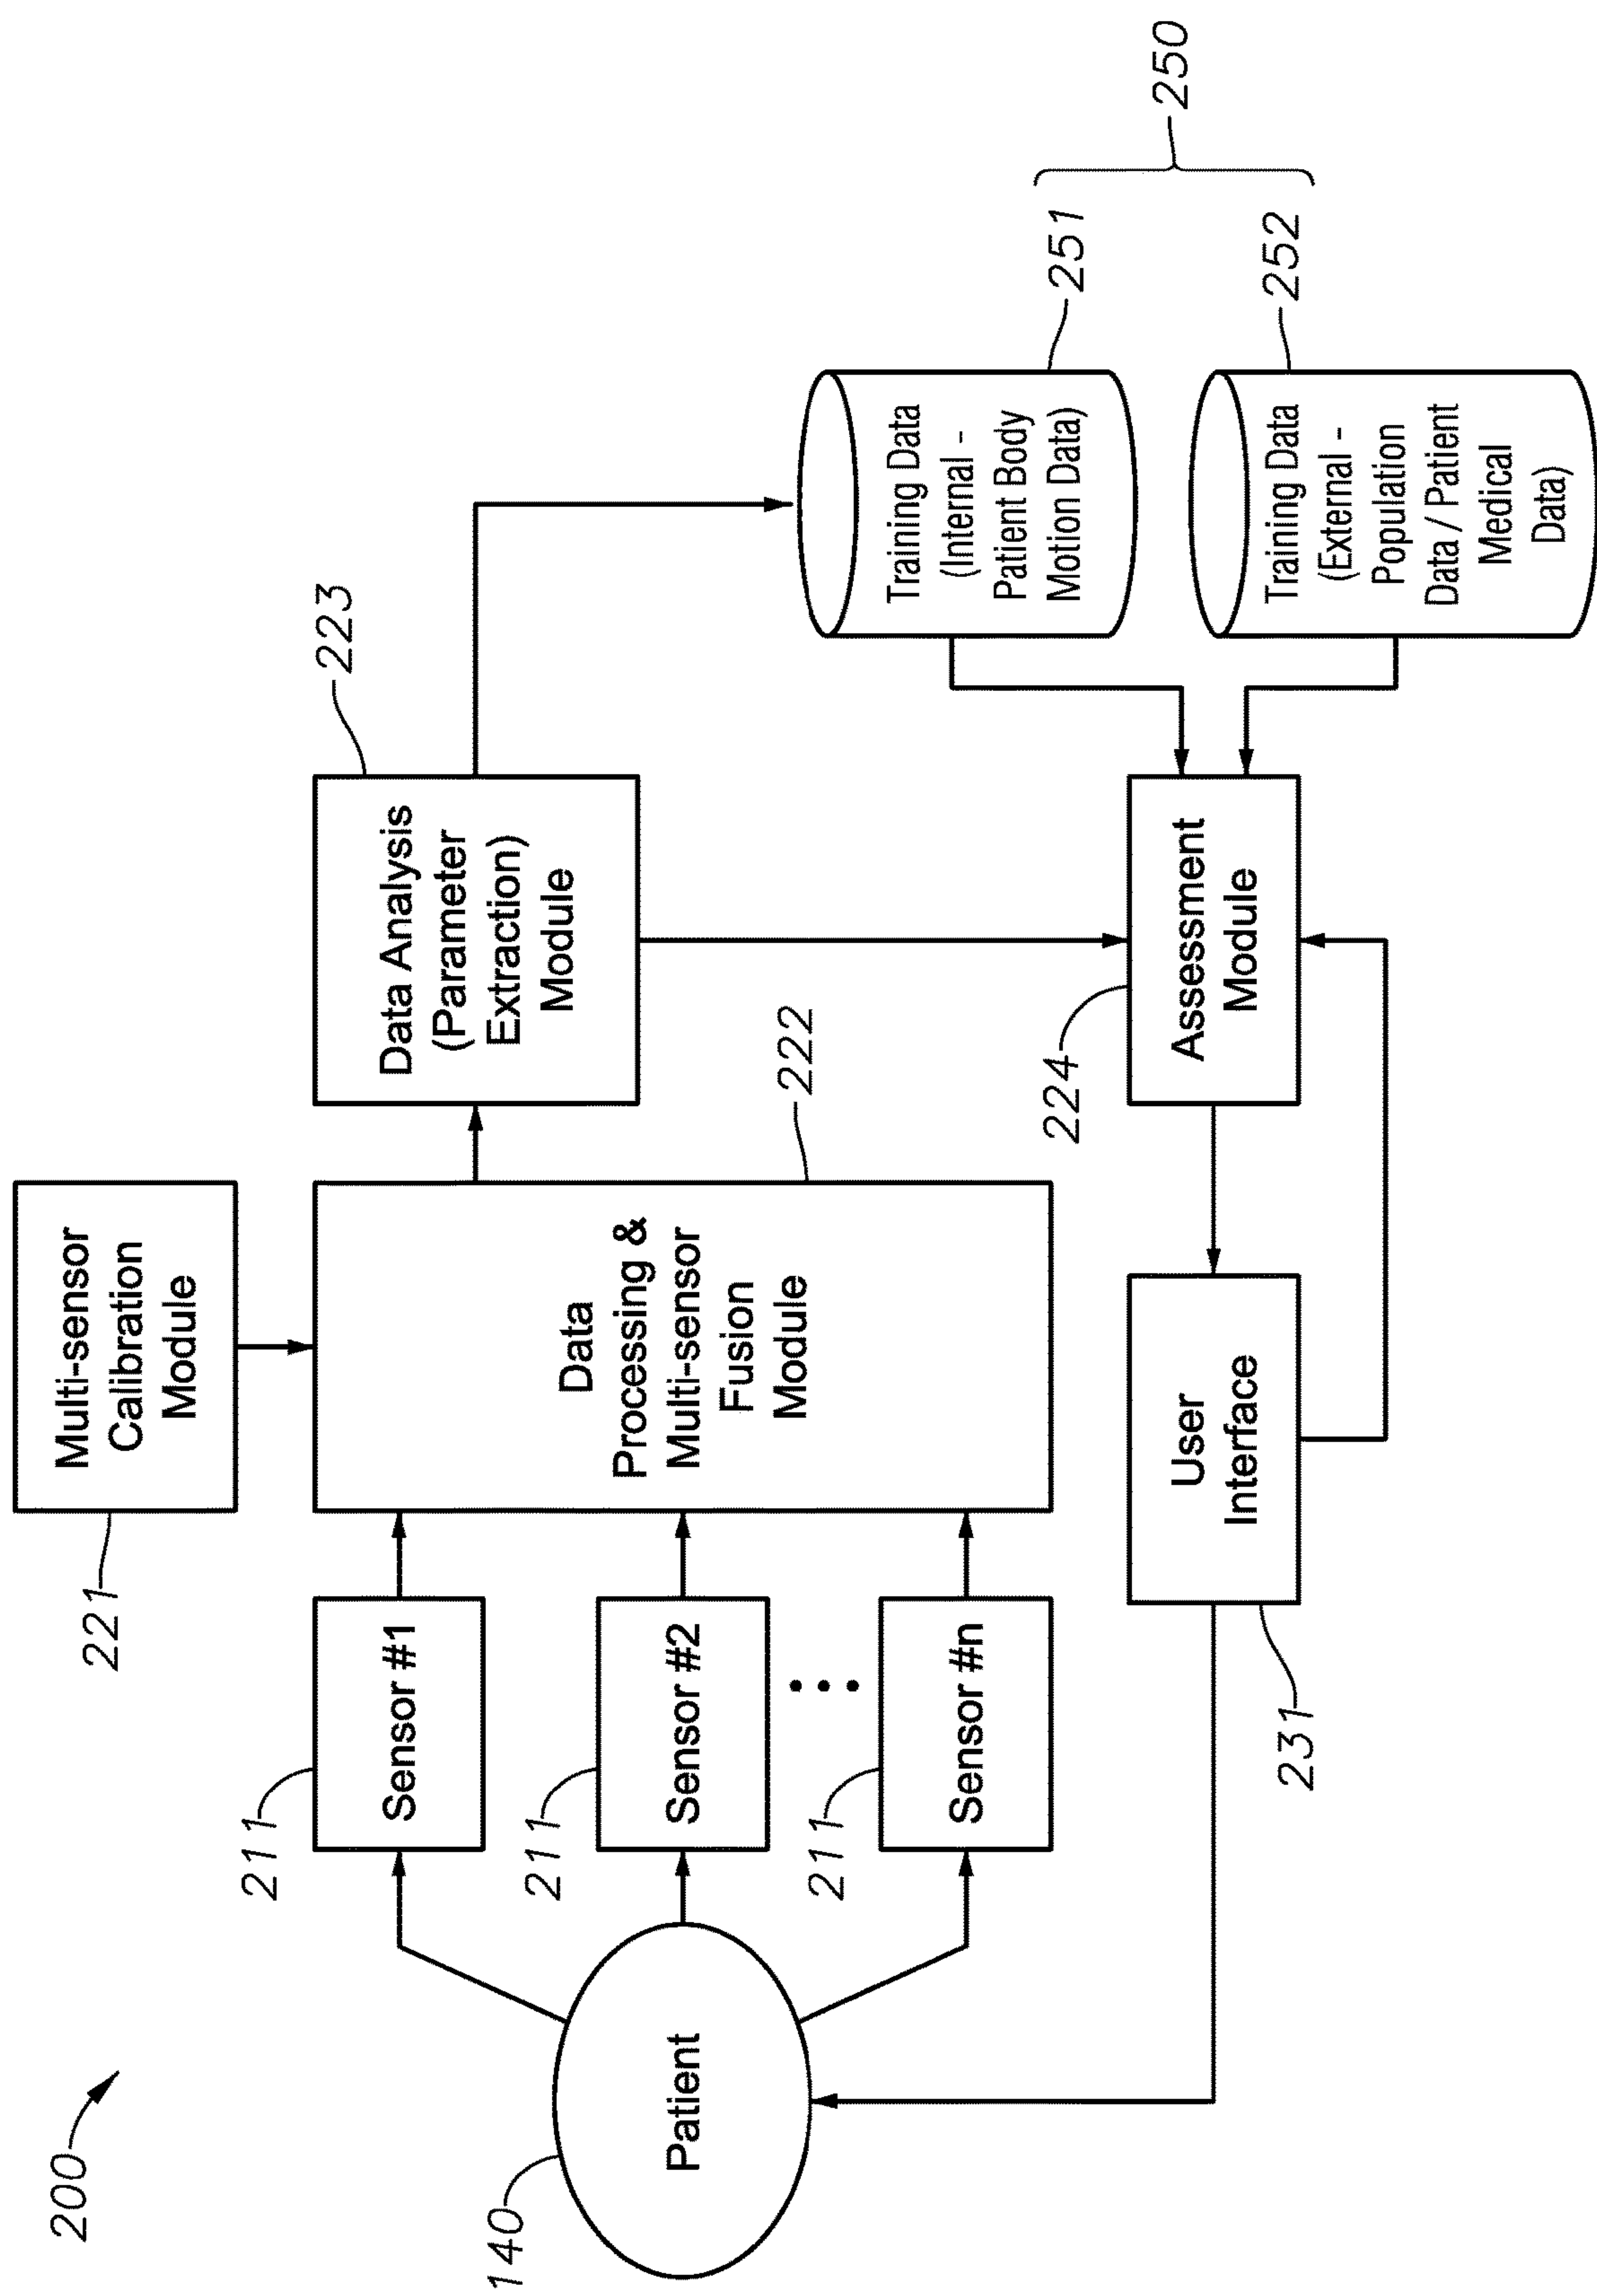 200
221
Multi-sensor
Calibration
Module
140
Patient
211
Sensor #1
211
Sensor #2
211
Sensor #n
Data
Processing &
Multi-sensor
Fusion
Module
222
223
Data Analysis
(Parameter
Extraction)
Module
231
User
Interface
224
Assessment
Module
Training Data
(Internal -
Patient Body
Motion Data)
251
Training Data
(External -
Population
Data / Patient
Medical
Data)
252
250